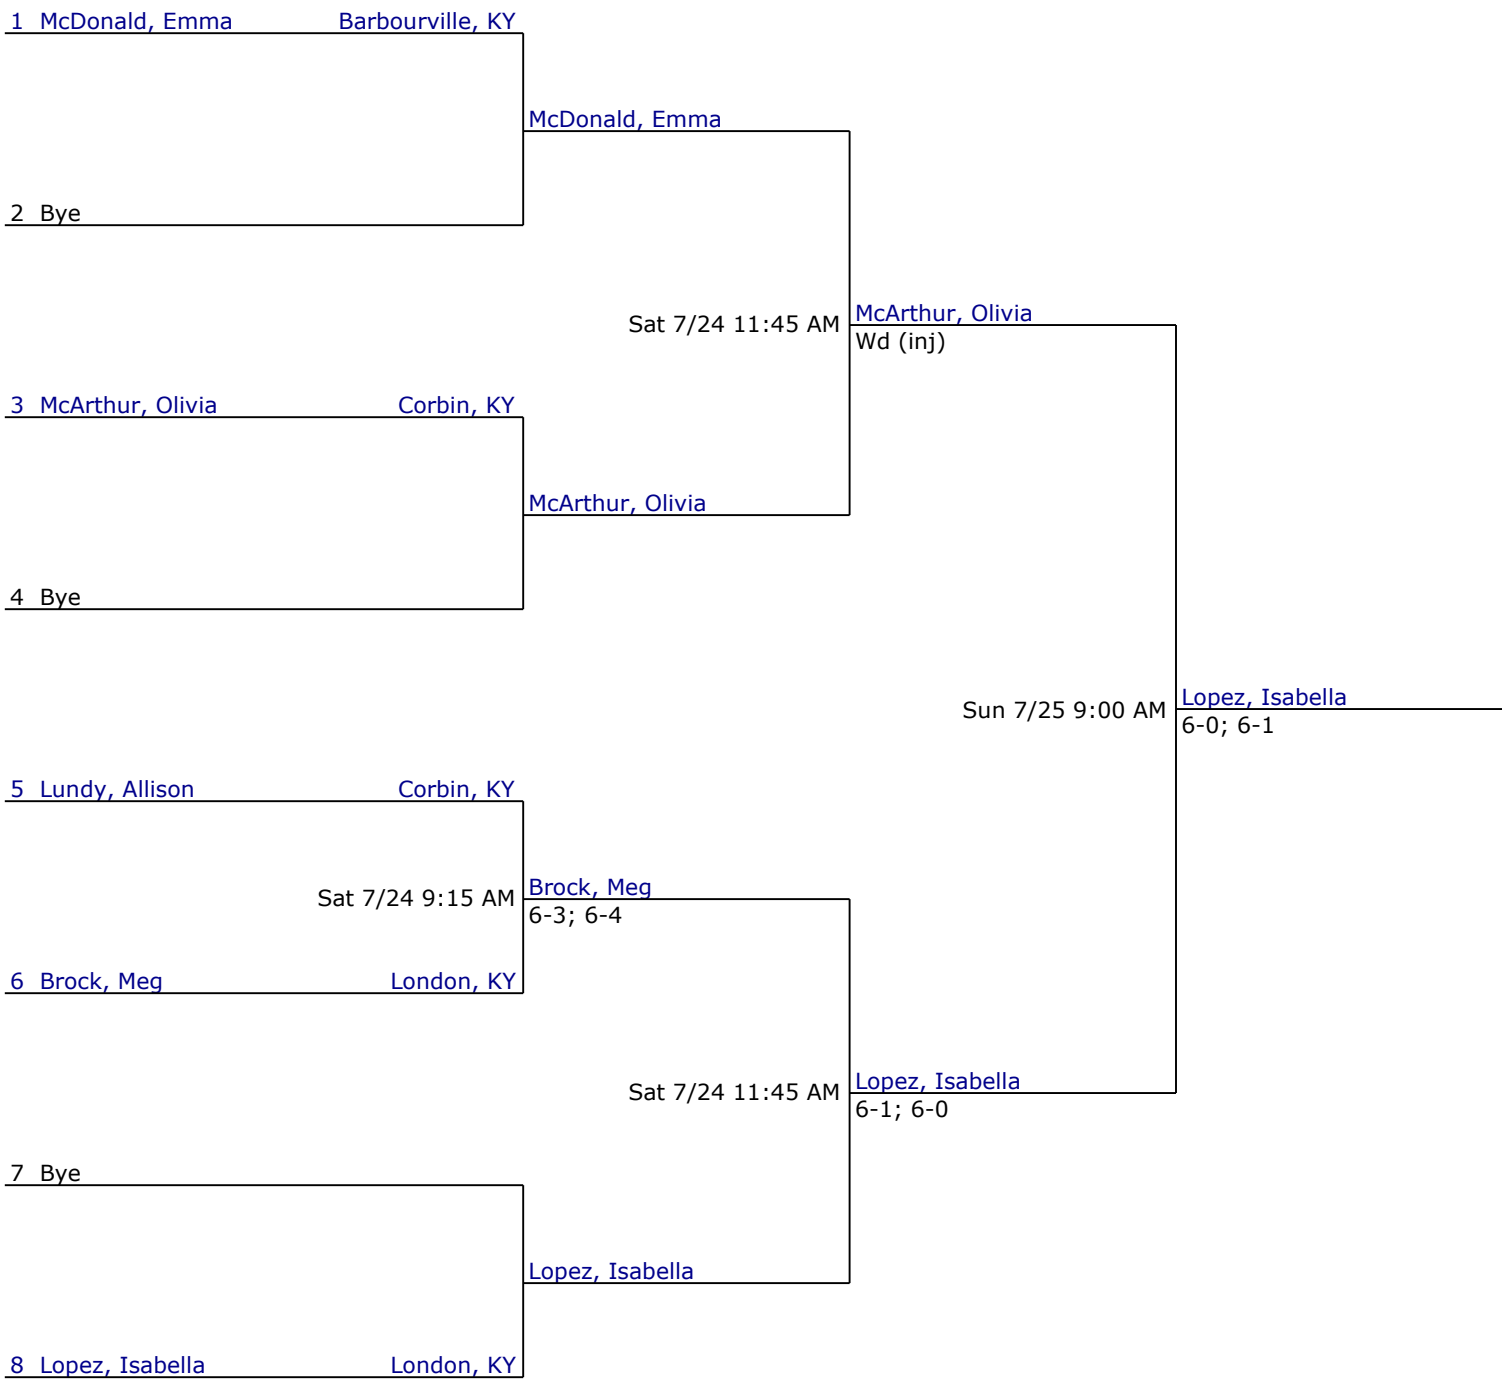 1 McDonald, Emma Barbourville, KY
McDonald, Emma
2 Bye
Sat 7/24 11:45 AM
McArthur, Olivia
Wd (inj)
3 McArthur, Olivia Corbin, KY
McArthur, Olivia
4 Bye
Sun 7/25 9:00 AM
Lopez, Isabella
6-0; 6-1
5 Lundy, Allison Corbin, KY
Sat 7/24 9:15 AM
Brock, Meg
6-3; 6-4
6 Brock, Meg London, KY
Sat 7/24 11:45 AM
Lopez, Isabella
6-1; 6-0
7 Bye
Lopez, Isabella
8 Lopez, Isabella London, KY